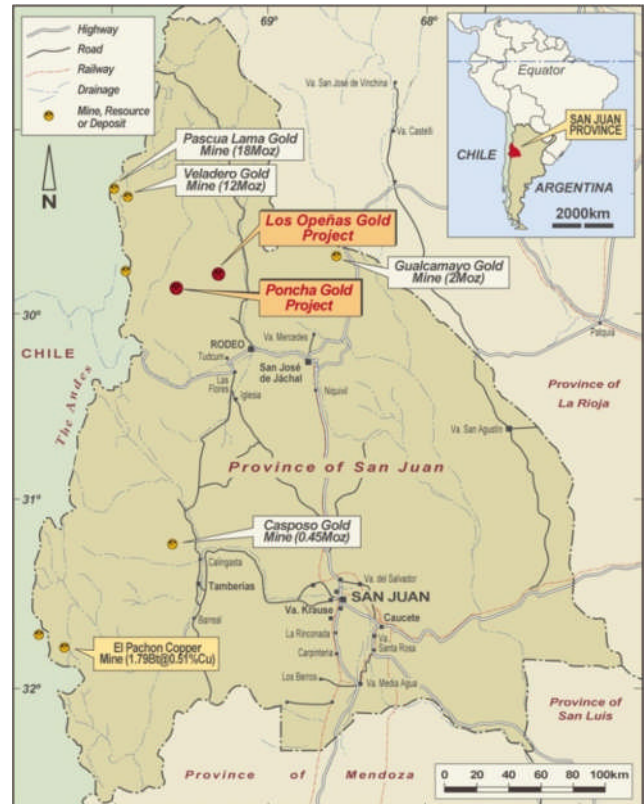 69
68
Highway
Road
Railway
Drainage
Mine, Resource
or Deposit
N
Va. San José de Vinchina
Va. Castelli
Equator
SAN JUAN
PROVINCE
CHILE
ARGENTINA
2000km
Pascua Lama Gold
Mine (18Moz)
Veladero Gold
Mine (12Moz)
Los Opeñas Gold
Project
Gualcamayo Gold
Mine (2Moz)
Poncha Gold
Project
30
CHILE
The Andes
Patquia
RODEO
Va. Mercedes
Tudcum
San José
de Jáchal
Las
Flores
Iglesia
Niquivil
Province of
La Rioja
Va. San Agustín
Province of San Juan
31
Casposo Gold
Mine (0.45Moz)
Calingasta
Tamberías
Barreal
Va. del Salvador
SAN JUAN
Va. Krause
Caucete
La Rinconada
Va.
Santa Rosa
Carpintería
El Pachon Copper
Mine (1.79Bt@0.51%Cu)
Los Berros
Va. Media Agua
32
Province of
San Luis
Province of Mendoza
0 20 40 60 80 100km